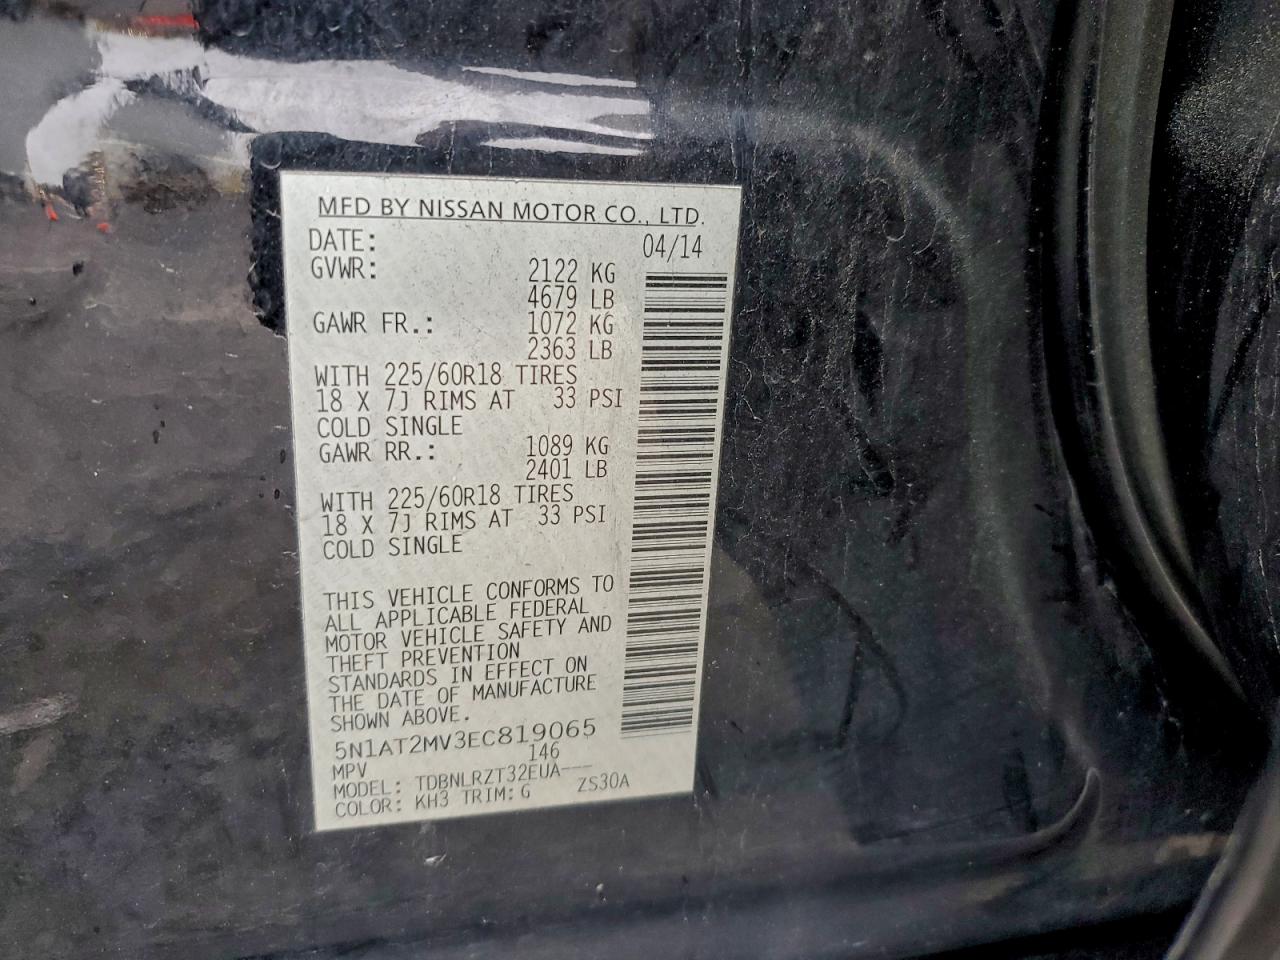 MFD BY NISSAN MOTOR CO., LTD.
DATE: 04/14
GVWR: 2122 KG
4679 LB
GAWR FR.: 1072 KG
2363 LB
WITH 225/60R18 TIRES
18 X 7J RIMS AT 33 PSI
COLD SINGLE
GAWR RR.: 1089 KG
2401 LB
WITH 225/60R18 TIRES
18 X 7J RIMS AT 33 PSI
COLD SINGLE
THIS VEHICLE CONFORMS TO
ALL APPLICABLE FEDERAL
MOTOR VEHICLE SAFETY AND
THEFT PREVENTION
STANDARDS IN EFFECT ON
THE DATE OF MANUFACTURE
SHOWN ABOVE.
5N1AT2MV3EC819065
MPV 146
MODEL: TDBNLRZT32EUA---
COLOR: KH3 TRIM:G ZS30A